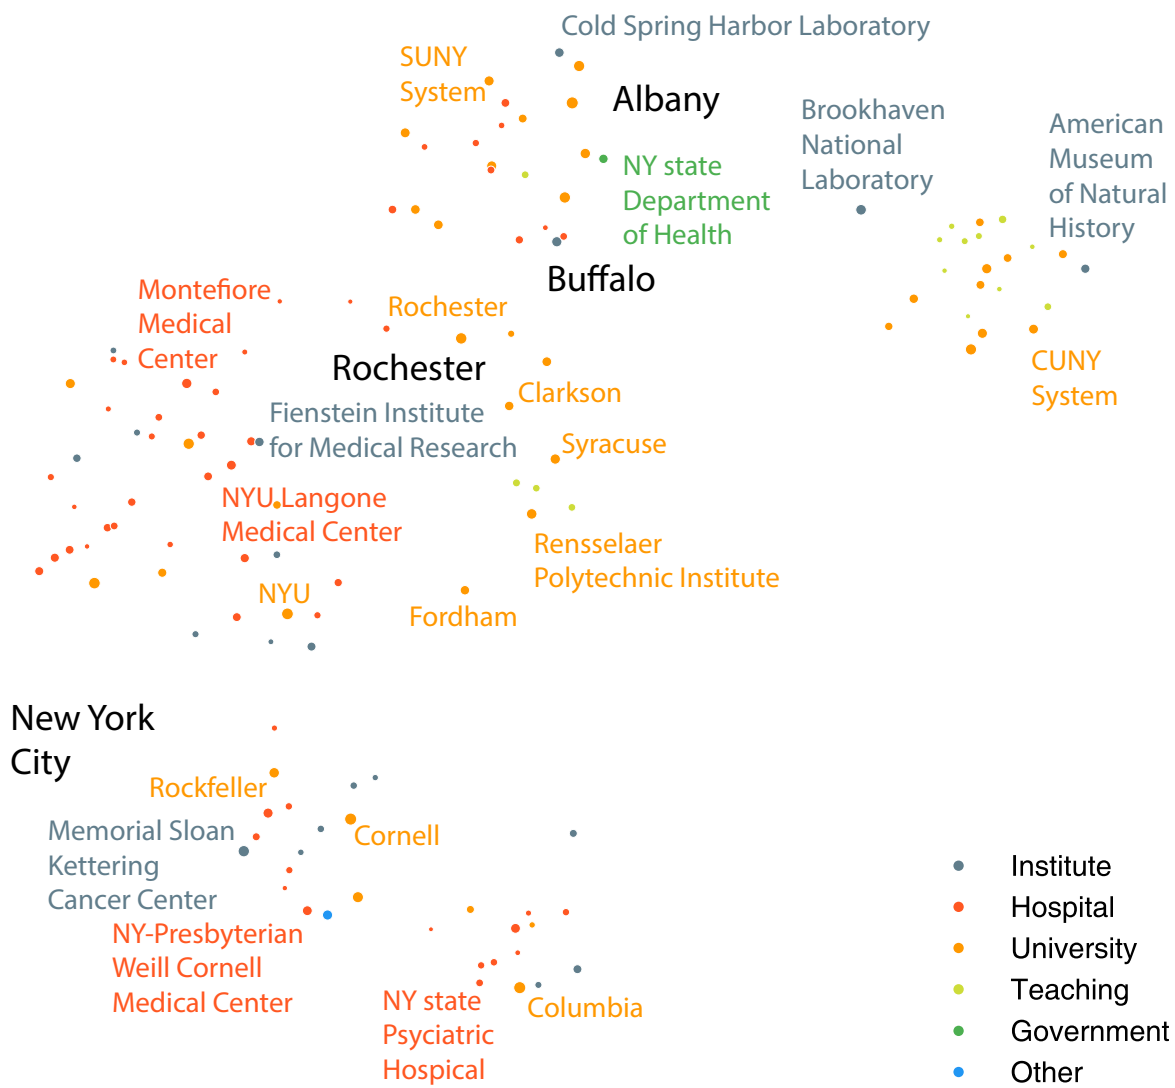 Cold Spring Harbor Laboratory
SUNY
System
Albany
Brookhaven
National
Laboratory
American
Museum
of Natural
History
NY state
Department
of Health
Buffalo
Montefiore
Medical
Center
Rochester
Rochester
Clarkson
CUNY
System
Fienstein Institute
for Medical Research
Syracuse
NYU Langone
Medical Center
Rensselaer
Polytechnic Institute
NYU
Fordham
New York
City
Rockfeller
Memorial Sloan
Kettering
Cancer Center
Cornell
NY-Presbyterian
Weill Cornell
Medical Center
NY state
Psyciatric
Hospical
Columbia
Institute
Hospital
University
Teaching
Government
Other